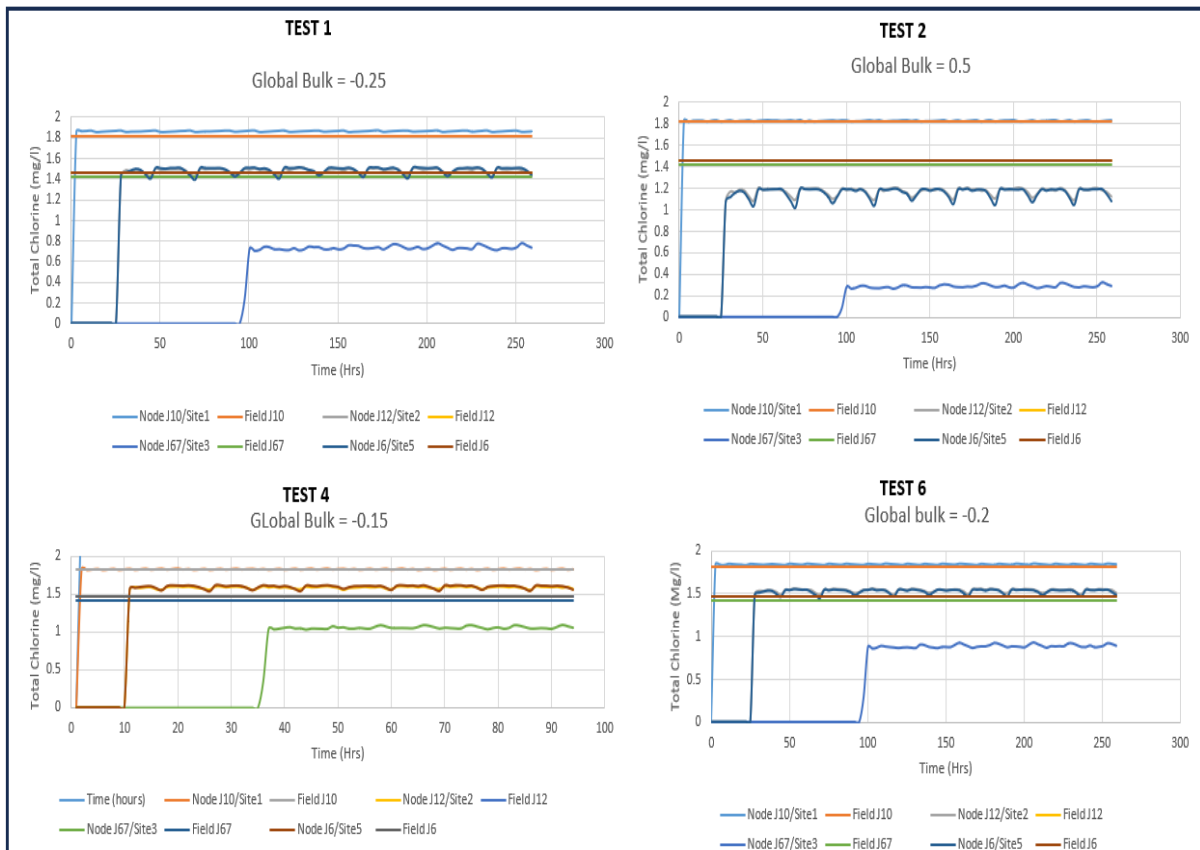 TEST 1
Global Bulk = -0.25
Total Chlorine (mg/l)
2
1.8
1.6
1.4
1.2
1
0.8
0.6
0.4
0.2
0
0 50 100 150 200 250 300
Time (Hrs)
Node J10/Site1 Field J10 Node J12/Site2 Field J12
Node J67/Site3 Field J67 Node J6/Site5 Field J6
TEST 2
Global Bulk = 0.5
Total Chlorine (mg/l)
2
1.8
1.6
1.4
1.2
1
0.8
0.6
0.4
0.2
0
0 50 100 150 200 250 300
Time (Hrs)
Node J10/Site1 Field J10 Node J12/Site2 Field J12
Node J67/Site3 Field J67 Node J6/Site5 Field J6
TEST 4
GLobal Bulk = -0.15
Total Chlorine (mg/l)
2
1.5
1
0.5
0
0 10 20 30 40 50 60 70 80 90 100
Time (Hrs)
Time (hours) Node J10/Site1 Field J10 Node J12/Site2 Field J12
Node J67/Site3 Field J67 Node J6/Site5 Field J6
TEST 6
Global bulk = -0.2
Total Chlorine (Mg/l)
2
1.5
1
0.5
0
0 50 100 150 200 250 300
Time (Hrs)
Node J10/Site1 Field J10 Node J12/Site2 Field J12
Node J67/Site3 Field J67 Node J6/Site5 Field J6